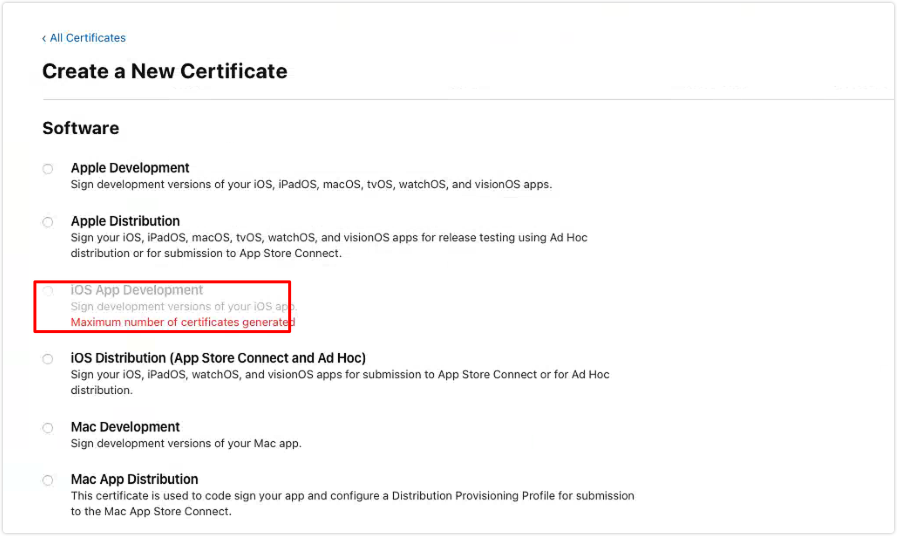 ‹ All Certificates
Create a New Certificate
Software
Apple Development
Sign development versions of your iOS, iPadOS, macOS, tvOS, watchOS, and visionOS apps.
Apple Distribution
Sign your iOS, iPadOS, macOS, tvOS, watchOS, and visionOS apps for release testing using Ad Hoc
distribution or for submission to App Store Connect.
iOS App Development
Sign development versions of your iOS app.
Maximum number of certificates generated
iOS Distribution (App Store Connect and Ad Hoc)
Sign your iOS, iPadOS, watchOS, and visionOS apps for submission to App Store Connect or for Ad Hoc
distribution.
Mac Development
Sign development versions of your Mac app.
Mac App Distribution
This certificate is used to code sign your app and configure a Distribution Provisioning Profile for submission
to the Mac App Store Connect.